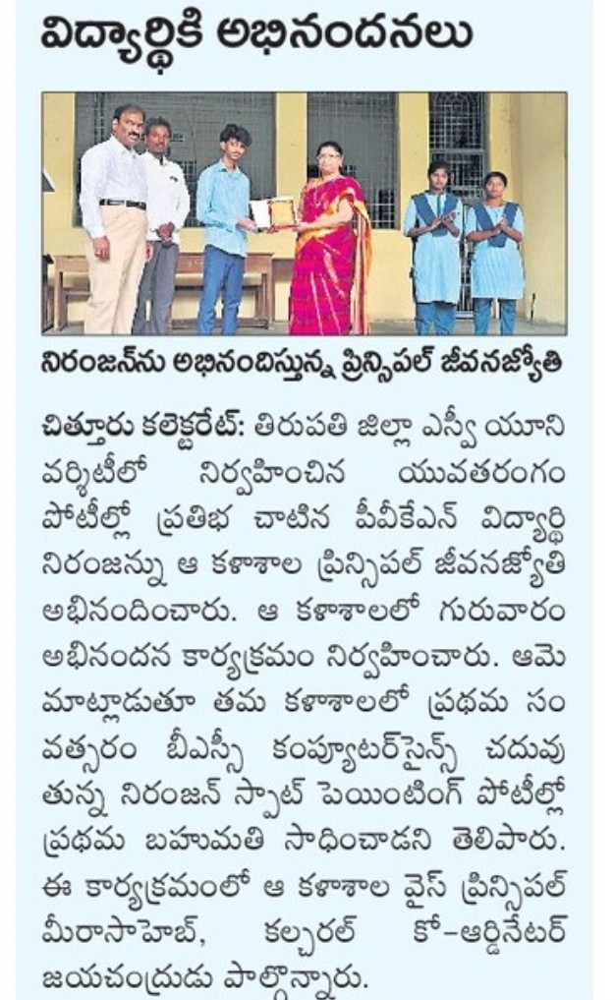 విద్యార్థికి అభినందనలు
నిరంజన్‌ను అభినందిస్తున్న ప్రిన్సిపల్ జీవనజ్యోతి
చిత్తూరు కలెక్టరేట్: తిరుపతి జిల్లా ఎస్వీ యూని
వర్శిటీలో నిర్వహించిన యువతరంగం
పోటీల్లో ప్రతిభ చాటిన పీవీకేఎన్ విద్యార్థి
నిరంజన్ను ఆ కళాశాల ప్రిన్సిపల్ జీవనజ్యోతి
అభినందించారు. ఆ కళాశాలలో గురువారం
అభినందన కార్యక్రమం నిర్వహించారు. ఆమె
మాట్లాడుతూ తమ కళాశాలలో ప్రథమ సం
వత్సరం బీఎస్సీ కంప్యూటర్‌సైన్స్ చదువు
తున్న నిరంజన్ స్పాట్ పెయింటింగ్ పోటీల్లో
ప్రథమ బహుమతి సాధించాడని తెలిపారు.
ఈ కార్యక్రమంలో ఆ కళాశాల వైస్ ప్రిన్సిపల్
మీరాసాహెబ్, కల్చరల్ కో-ఆర్డినేటర్
జయచంద్రుడు పాల్గొన్నారు.